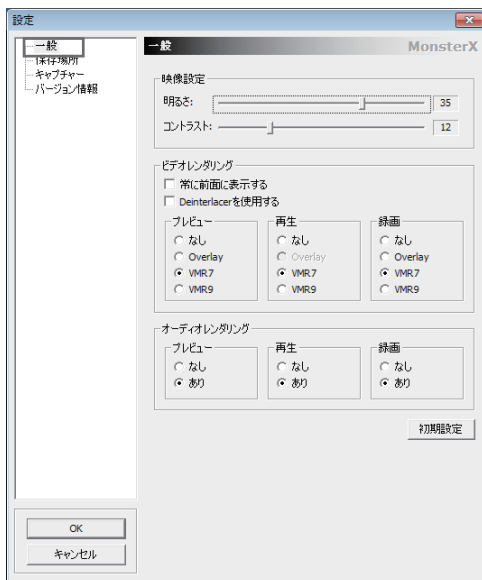 設定
一般
保存場所
キャプチャー
バージョン情報
一般 MonsterX
映像設定
明るさ: 35
コントラスト: 12
ビデオレンダリング
常に前面に表示する
Deinterlacerを使用する
プレビュー 再生 録画
なし なし なし
Overlay Overlay Overlay
VMR7 VMR7 VMR7
VMR9 VMR9 VMR9
オーディオレンダリング
プレビュー 再生 録画
なし なし なし
あり あり あり
初期設定
OK
キャンセル